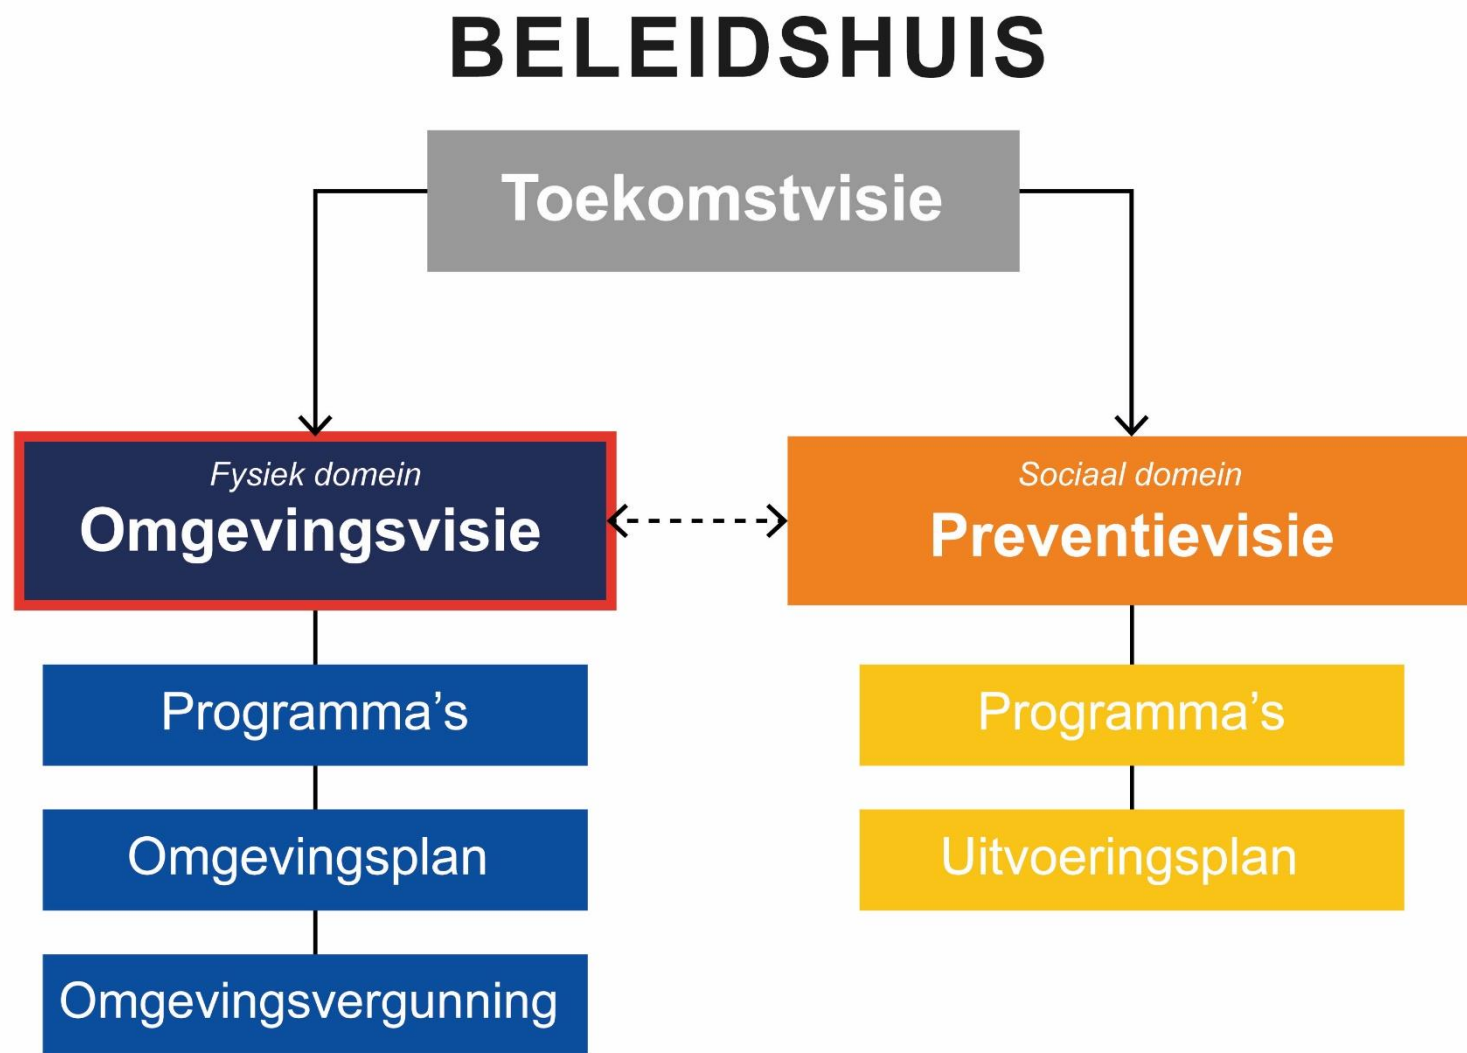 BELEIDSHUIS
Toekomstvisie
Fysiek domein
Omgevingsvisie
Sociaal domein
Preventievisie
Programma’s
Omgevingsplan
Omgevingsvergunning
Programma’s
Uitvoeringsplan